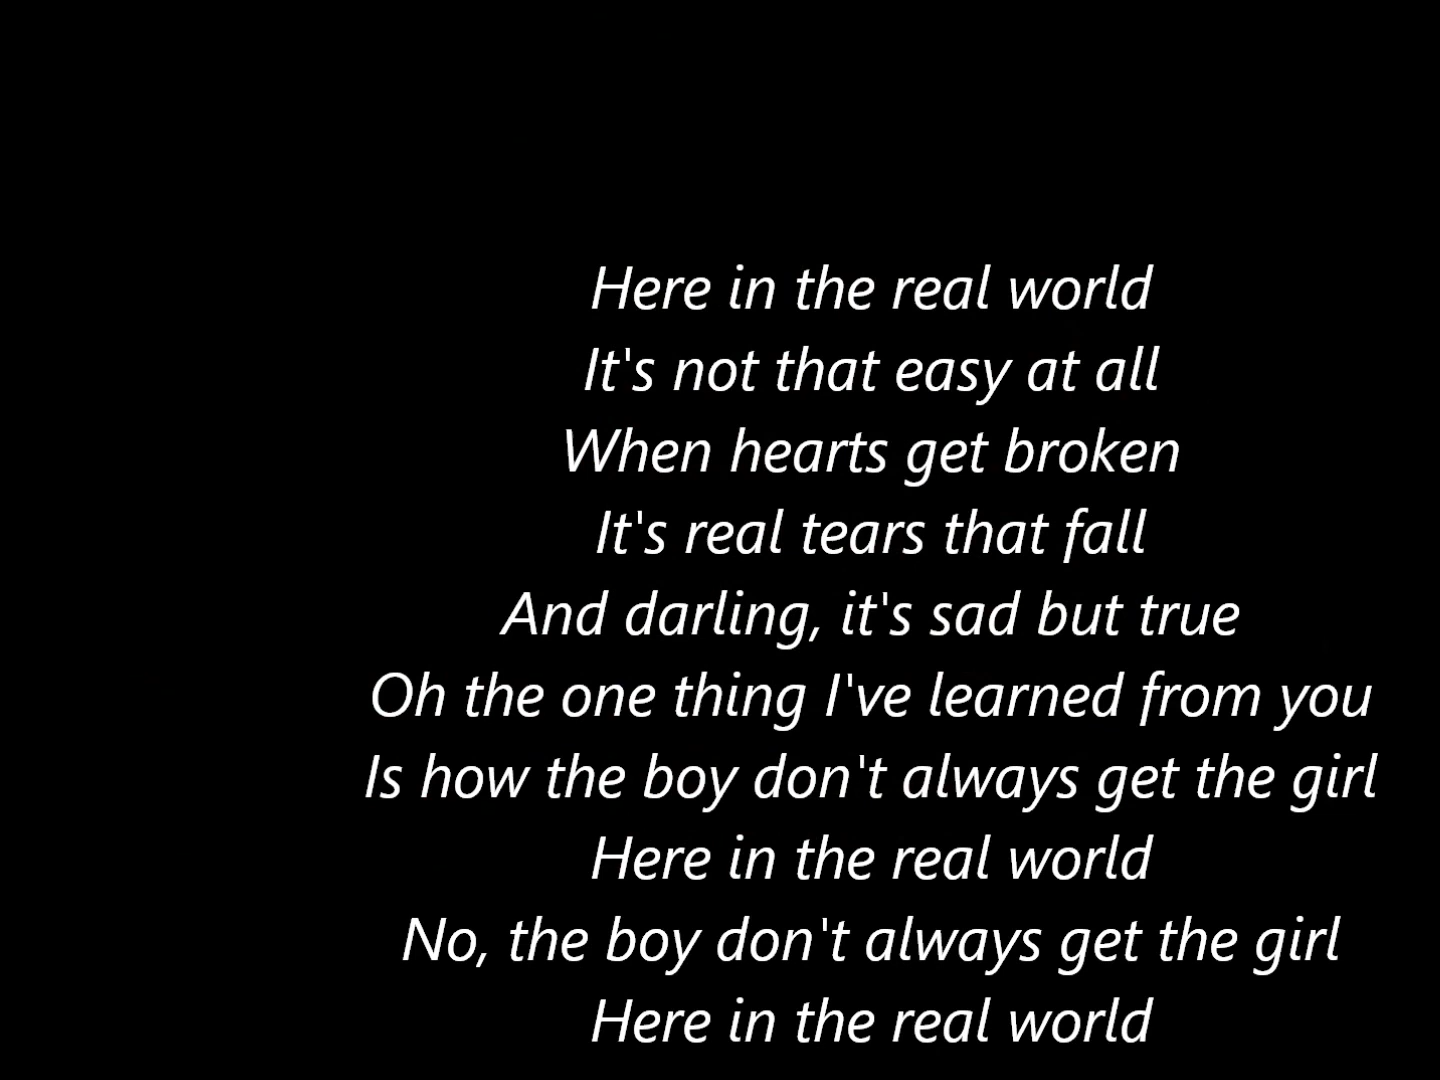 Here in the real world
It's not that easy at all
When hearts get broken
It's real tears that fall
And darling, it's sad but true
Oh the one thing I've learned from you
Is how the boy don't always get the girl
Here in the real world
No, the boy don't always get the girl
Here in the real world